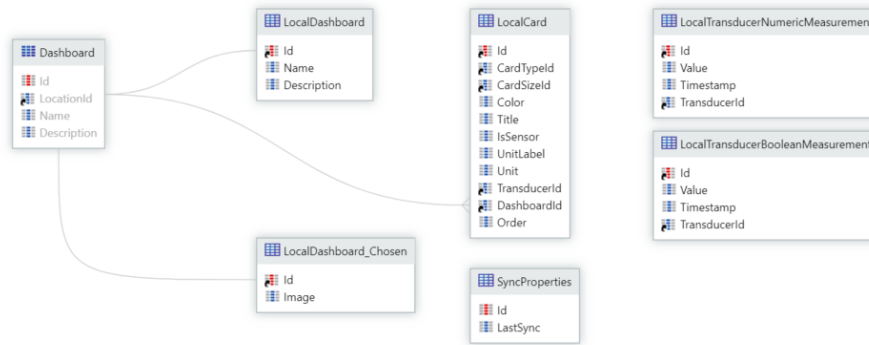 Dashboard
Id
LocationId
Name
Description
LocalDashboard
Id
Name
Description
LocalDashboard_Chosen
Id
Image
LocalCard
Id
CardTypeId
CardSizeId
Color
Title
IsSensor
UnitLabel
Unit
TransducerId
DashboardId
Order
SyncProperties
Id
LastSync
LocalTransducerNumericMeasuremen
Id
Value
Timestamp
TransducerId
LocalTransducerBooleanMeasurement
Id
Value
Timestamp
TransducerId